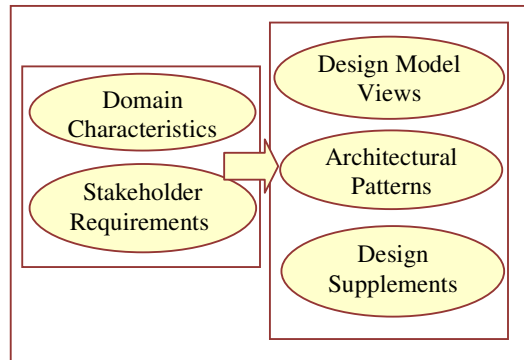 Domain
Characteristics
Stakeholder
Requirements
Design Model
Views
Architectural
Patterns
Design
Supplements